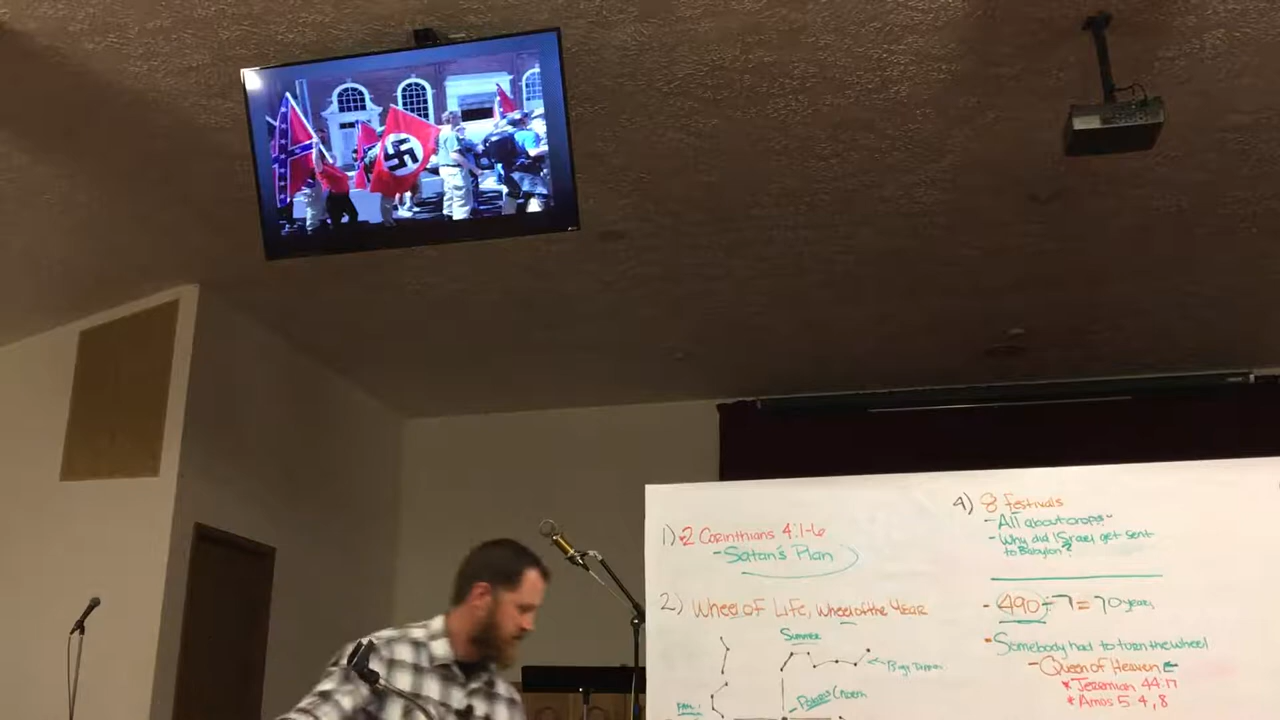 1) 2 Corinthians 4:1-6
- Satan's Plan
2) Wheel of Life, Wheel of the Year
Summer
Polaris
Fall
4) 8 festivals
- All about crops
- Why did Israel get sent
to Babylon?
- 490 ÷ 7 = 70 years
- Somebody had to turn the wheel
- Queen of Heaven
* Jeremiah 44:17
* Amos 5:4,8